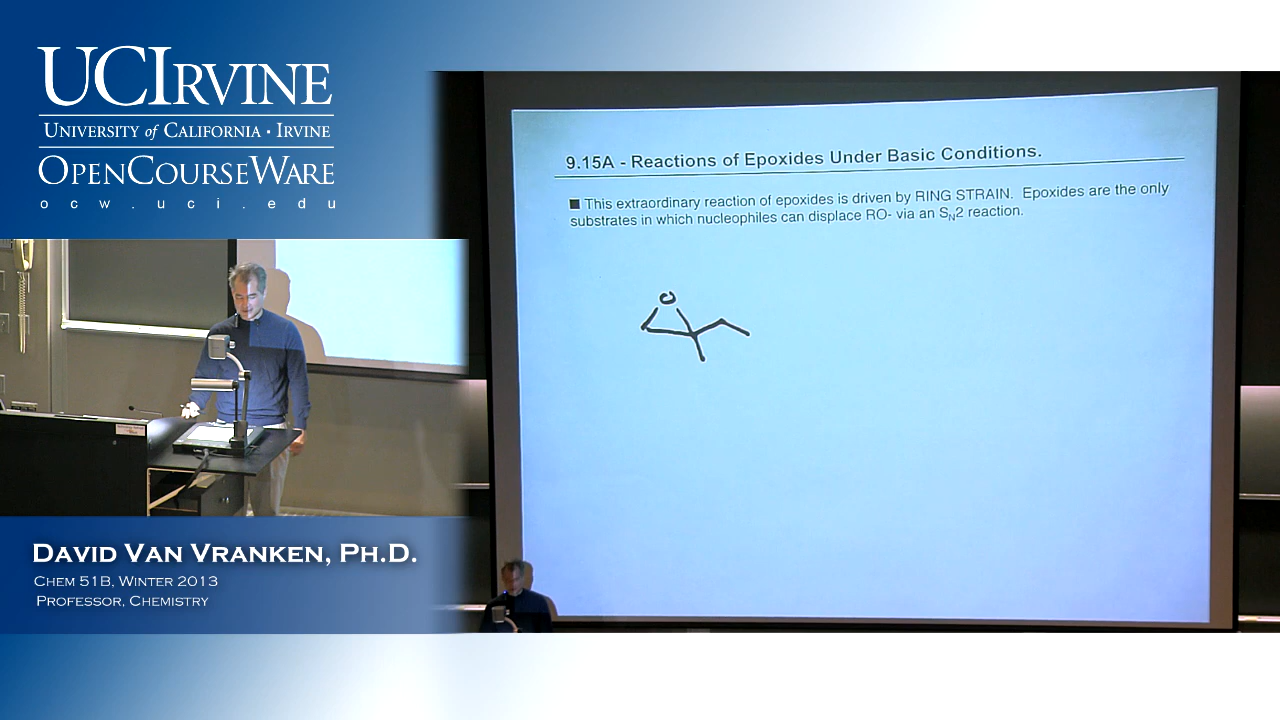 UCIRVINE
UNIVERSITY of CALIFORNIA · IRVINE
OPENCOURSEWARE
ocw.uci.edu
9.15A - Reactions of Epoxides Under Basic Conditions.
■ This extraordinary reaction of epoxides is driven by RING STRAIN. Epoxides are the only
substrates in which nucleophiles can displace RO- via an SN2 reaction.
O
DAVID VAN VRANKEN, PH.D.
CHEM 51B, WINTER 2013
PROFESSOR, CHEMISTRY